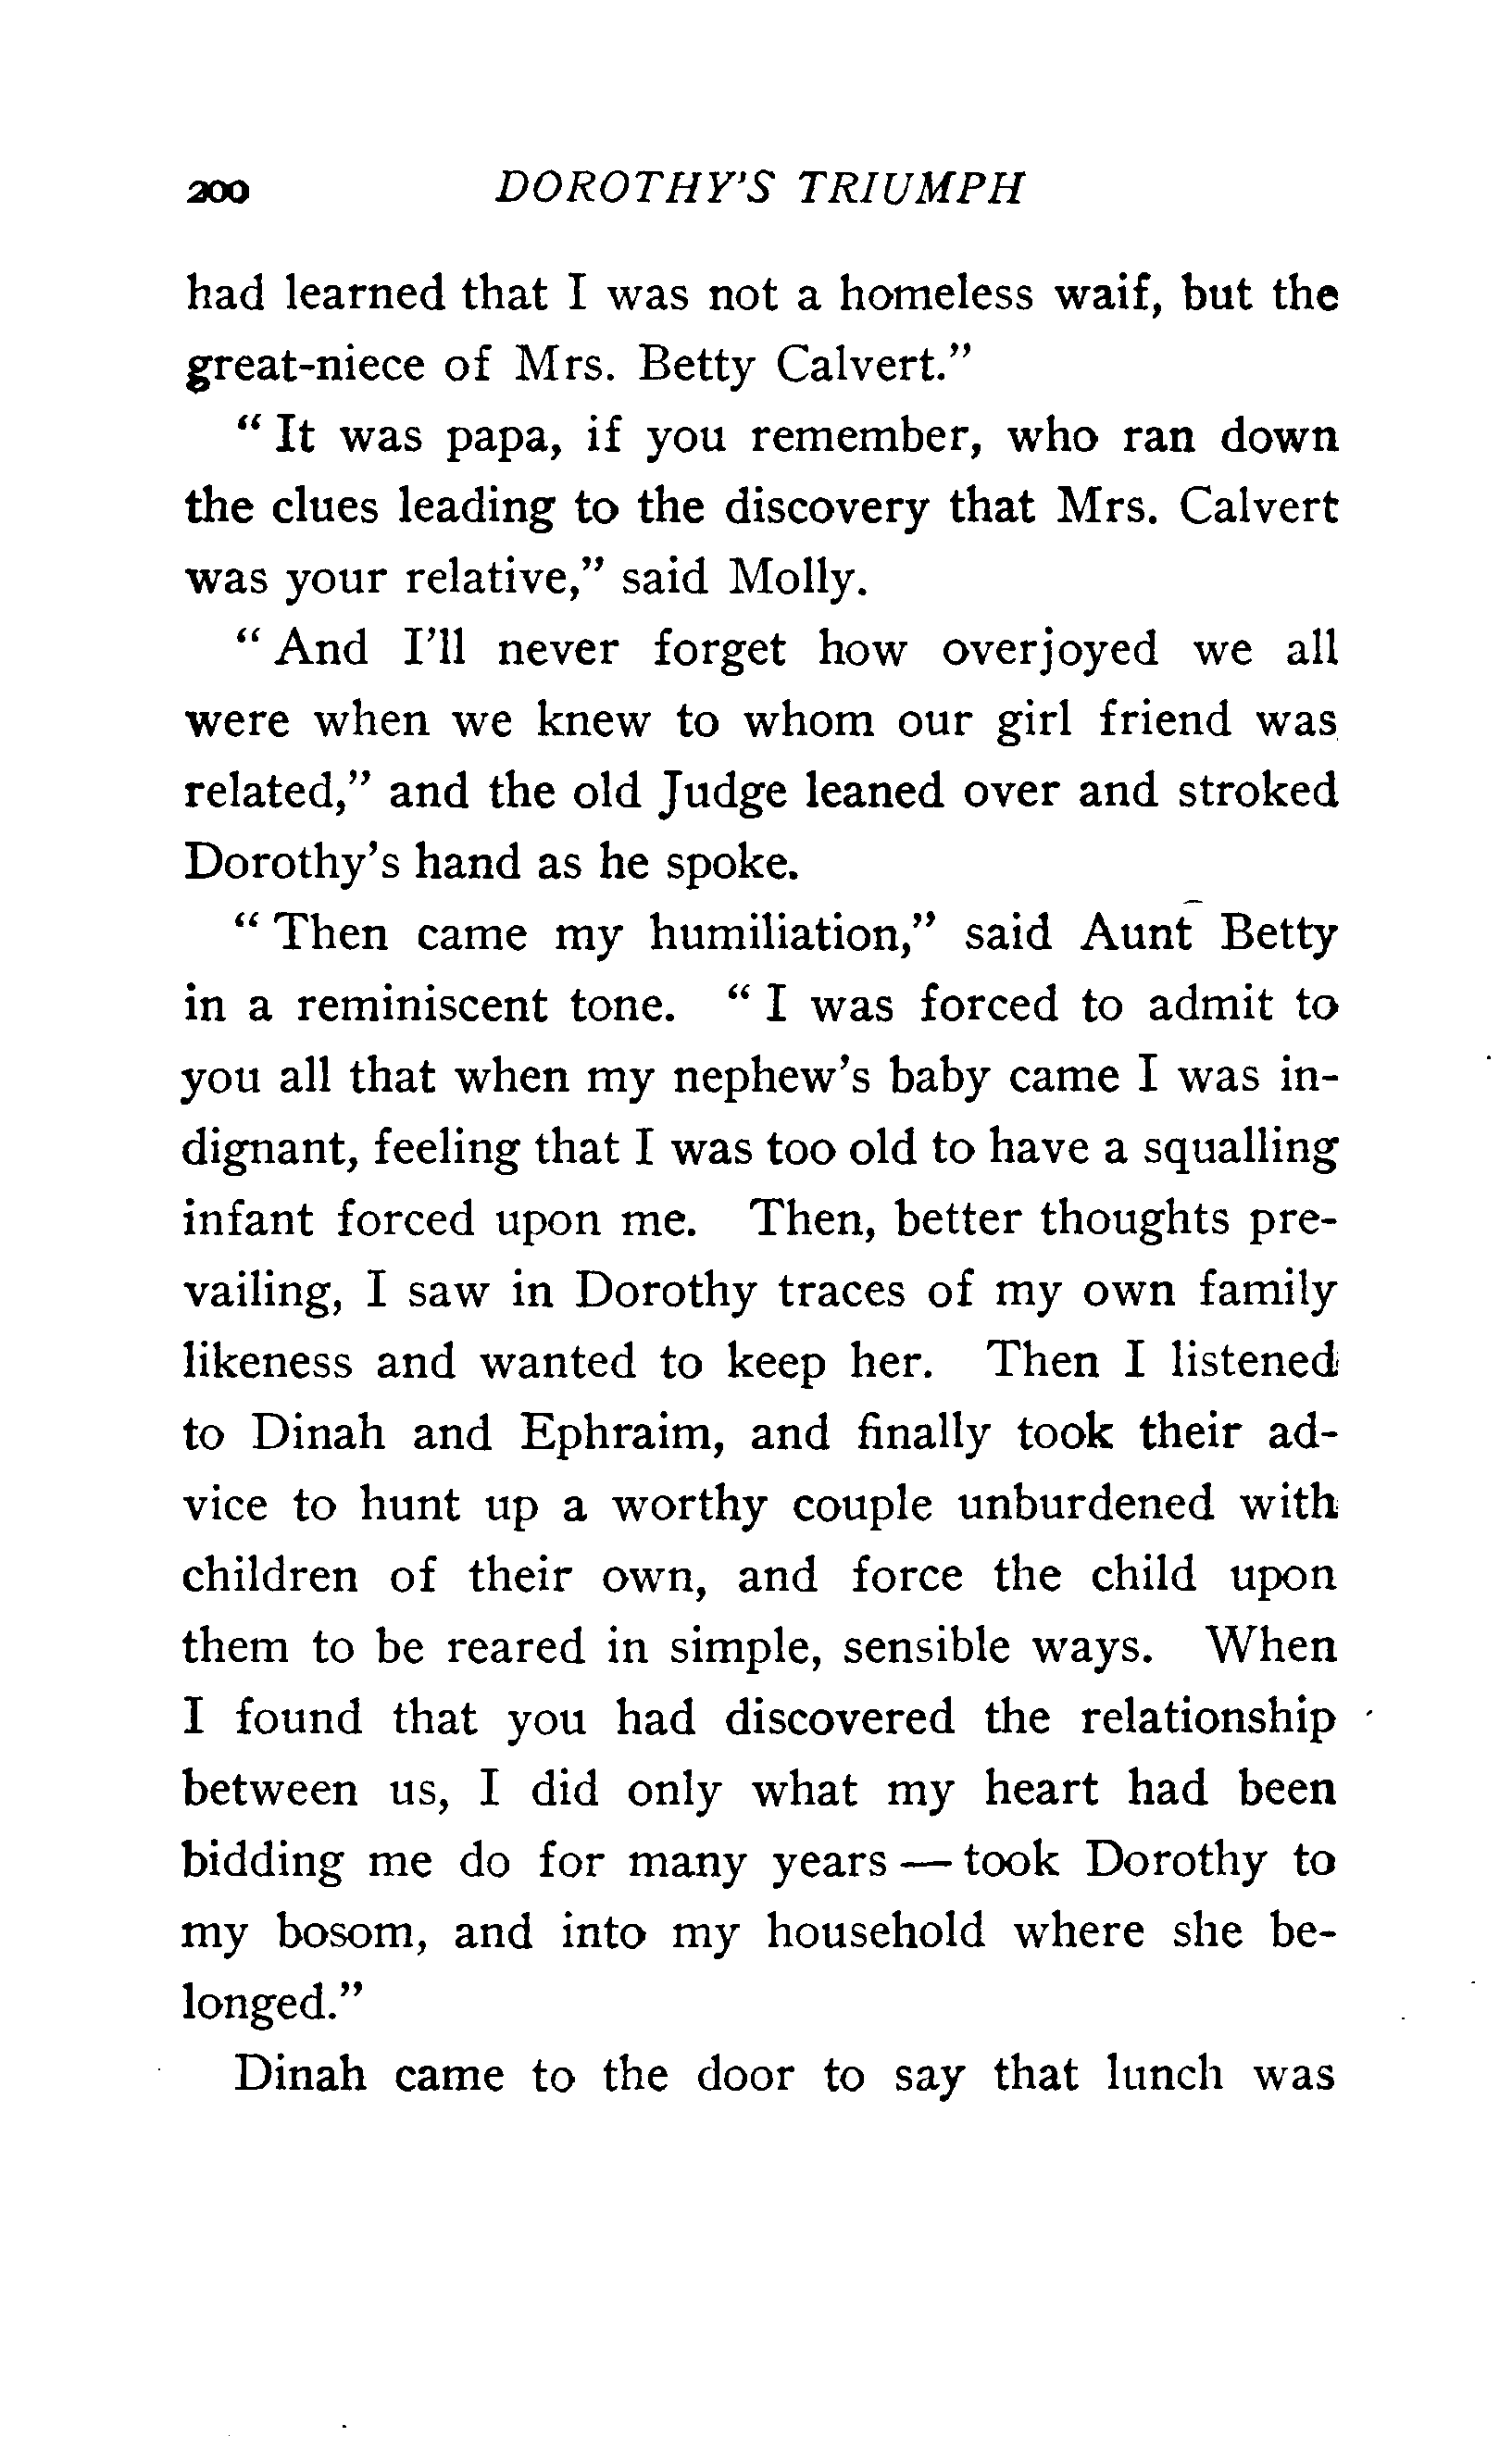 200 DOROTHY'S TRIUMPH
had learned that I was not a homeless waif, but the
great-niece of Mrs. Betty Calvert."
" It was papa, if you remember, who ran down
the clues leading to the discovery that Mrs. Calvert
was your relative," said Molly.
" And I'll never forget how overjoyed we all
were when we knew to whom our girl friend was
related," and the old Judge leaned over and stroked
Dorothy's hand as he spoke.
" Then came my humiliation," said Aunt Betty
in a reminiscent tone. " I was forced to admit to
you all that when my nephew's baby came I was in-
dignant, feeling that I was too old to have a squalling
infant forced upon me. Then, better thoughts pre-
vailing, I saw in Dorothy traces of my own family
likeness and wanted to keep her. Then I listened
to Dinah and Ephraim, and finally took their ad-
vice to hunt up a worthy couple unburdened with
children of their own, and force the child upon
them to be reared in simple, sensible ways. When
I found that you had discovered the relationship
between us, I did only what my heart had been
bidding me do for many years — took Dorothy to
my bosom, and into my household where she be-
longed."
Dinah came to the door to say that lunch was